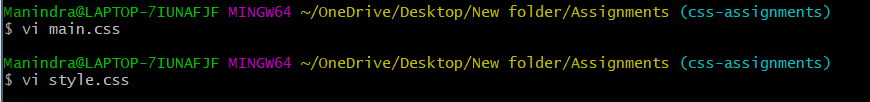 Manindra@LAPTOP-7IUNAFJF MINGW64 ~/OneDrive/Desktop/New folder/Assignments (css-assignments)
$ vi main.css
Manindra@LAPTOP-7IUNAFJF MINGW64 ~/OneDrive/Desktop/New folder/Assignments (css-assignments)
$ vi style.css